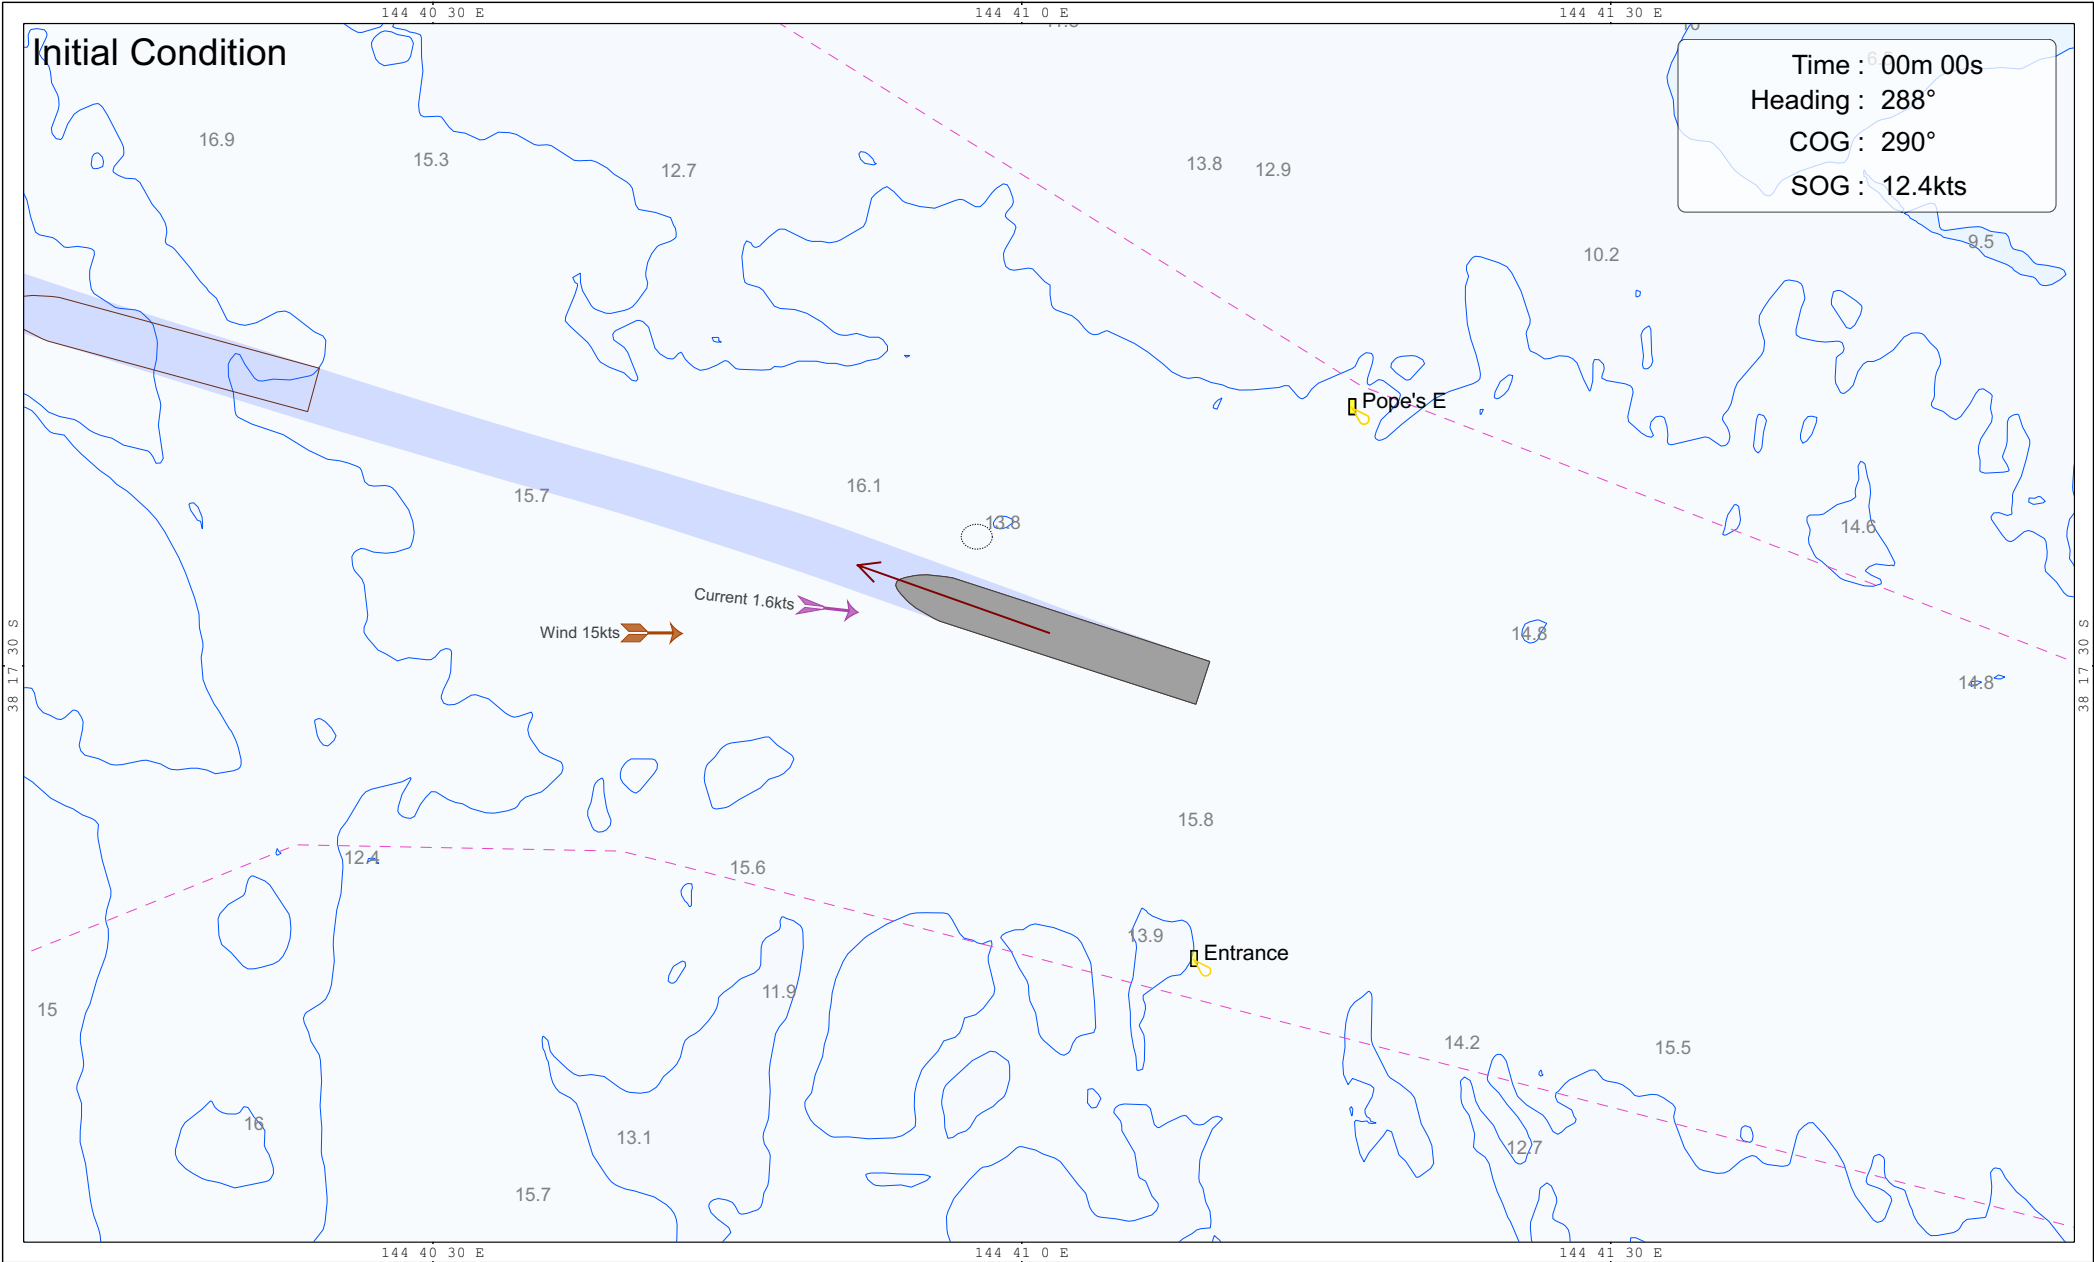 144 40 30 E
144 41 0 E
144 41 30 E
Initial Condition
Time : 00m 00s
Heading : 288°
COG : 290°
SOG : 12.4kts
16.9
15.3
12.7
13.8
12.9
10.2
9.5
Pope's E
16.1
15.7
13.8
14.6
Current 1.6kts
Wind 15kts
14.8
38 17 30 S
38 17 30 S
14.8
15.8
12.4
15.6
13.9
Entrance
11.9
15
14.2
15.5
16
13.1
12.7
15.7
144 40 30 E
144 41 0 E
144 41 30 E